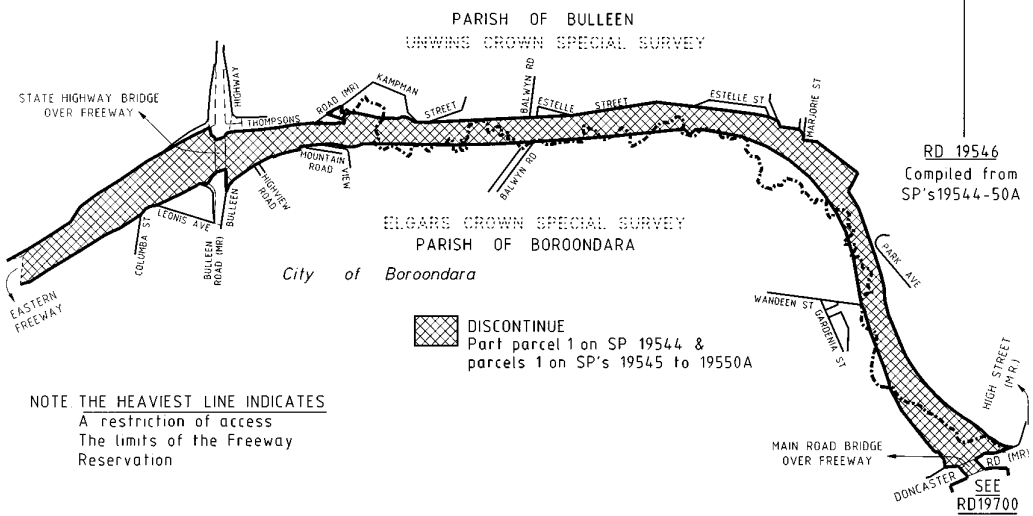 PARISH OF BULLEEN
UNWINS CROWN SPECIAL SURVEY
STATE HIGHWAY BRIDGE
OVER FREEWAY
HIGHWAY
THOMPSONS
ROAD (MR)
KAMPMAN
STREET
BALWYN RD
ESTELLE STREET
ESTELLE ST
MARJORIE ST
RD 19546
Compiled from
SP's19544-50A
MOUNTAIN
VIEW
ROAD
HIGHVIEW
ROAD
BALWYN RD
LEONIS AVE
COLUMBA ST
BULLEEN
ROAD (MR)
BULLEEN
ELGARS CROWN SPECIAL SURVEY
PARISH OF BOROONDARA
City of Boroondara
PARK AVE
EASTERN
FREEWAY
WANDEEN ST
GARDENIA ST
DISCONTINUE
Part parcel 1 on SP 19544 &
parcels 1 on SP's 19545 to 19550A
HIGH STREET
(M.R.)
NOTE. THE HEAVIEST LINE INDICATES
A restriction of access
The limits of the Freeway
Reservation
MAIN ROAD BRIDGE
OVER FREEWAY
DONCASTER RD (MR)
SEE
RD19700